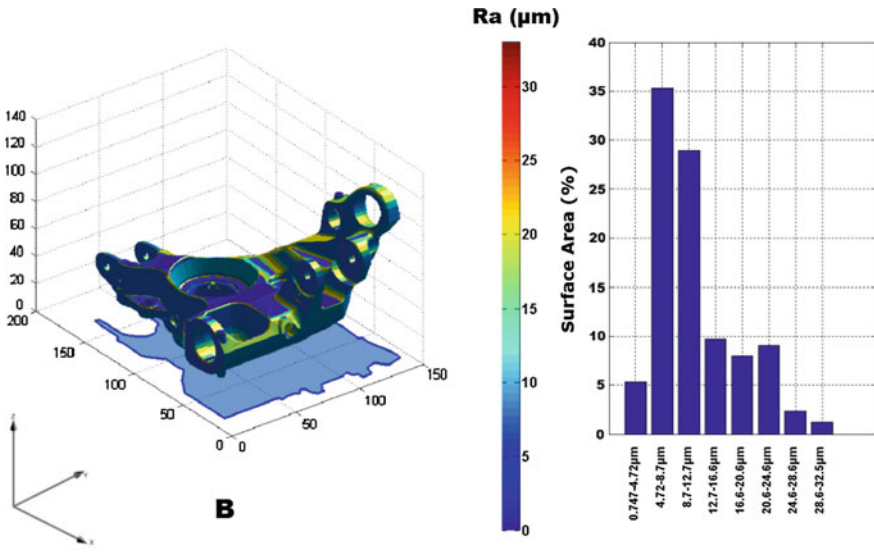 Ra (µm)
140
120
100
80
60
40
20
0
200
150
100
50
0
0
50
100
150
30
25
20
15
10
5
0
Surface Area (%)
40
35
30
25
20
15
10
5
0
0.747-4.72µm
4.72-8.7µm
8.7-12.7µm
12.7-16.6µm
16.6-20.6µm
20.6-24.6µm
24.6-28.6µm
28.6-32.5µm
Z
Y
X
B